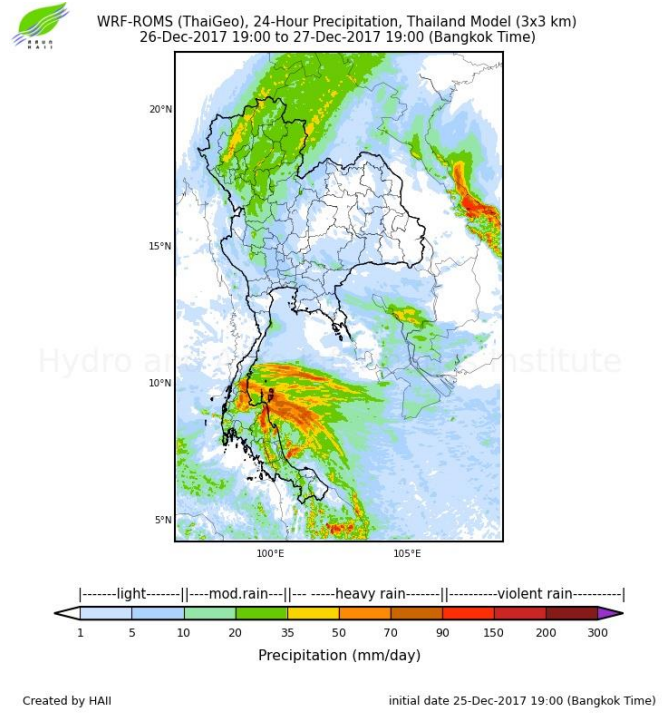 WRF-ROMS (ThaiGeo), 24-Hour Precipitation, Thailand Model (3x3 km)
26-Dec-2017 19:00 to 27-Dec-2017 19:00 (Bangkok Time)
20°N
15°N
10°N
5°N
100°E 105°E
|-------light-------||----mod.rain---||-- ------heavy rain-------||---------violent rain----------|
1 5 10 20 35 50 70 90 150 200 300
Precipitation (mm/day)
Created by HAII initial date 25-Dec-2017 19:00 (Bangkok Time)